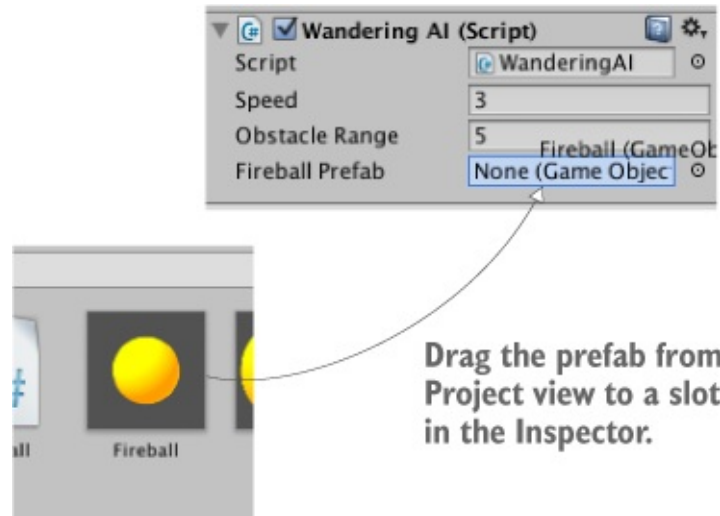 Wandering AI (Script)
Script WanderingAI
Speed 3
Obstacle Range 5
Fireball (GameOb
Fireball Prefab None (Game Objec
#
all Fireball
Drag the prefab from
Project view to a slot
in the Inspector.